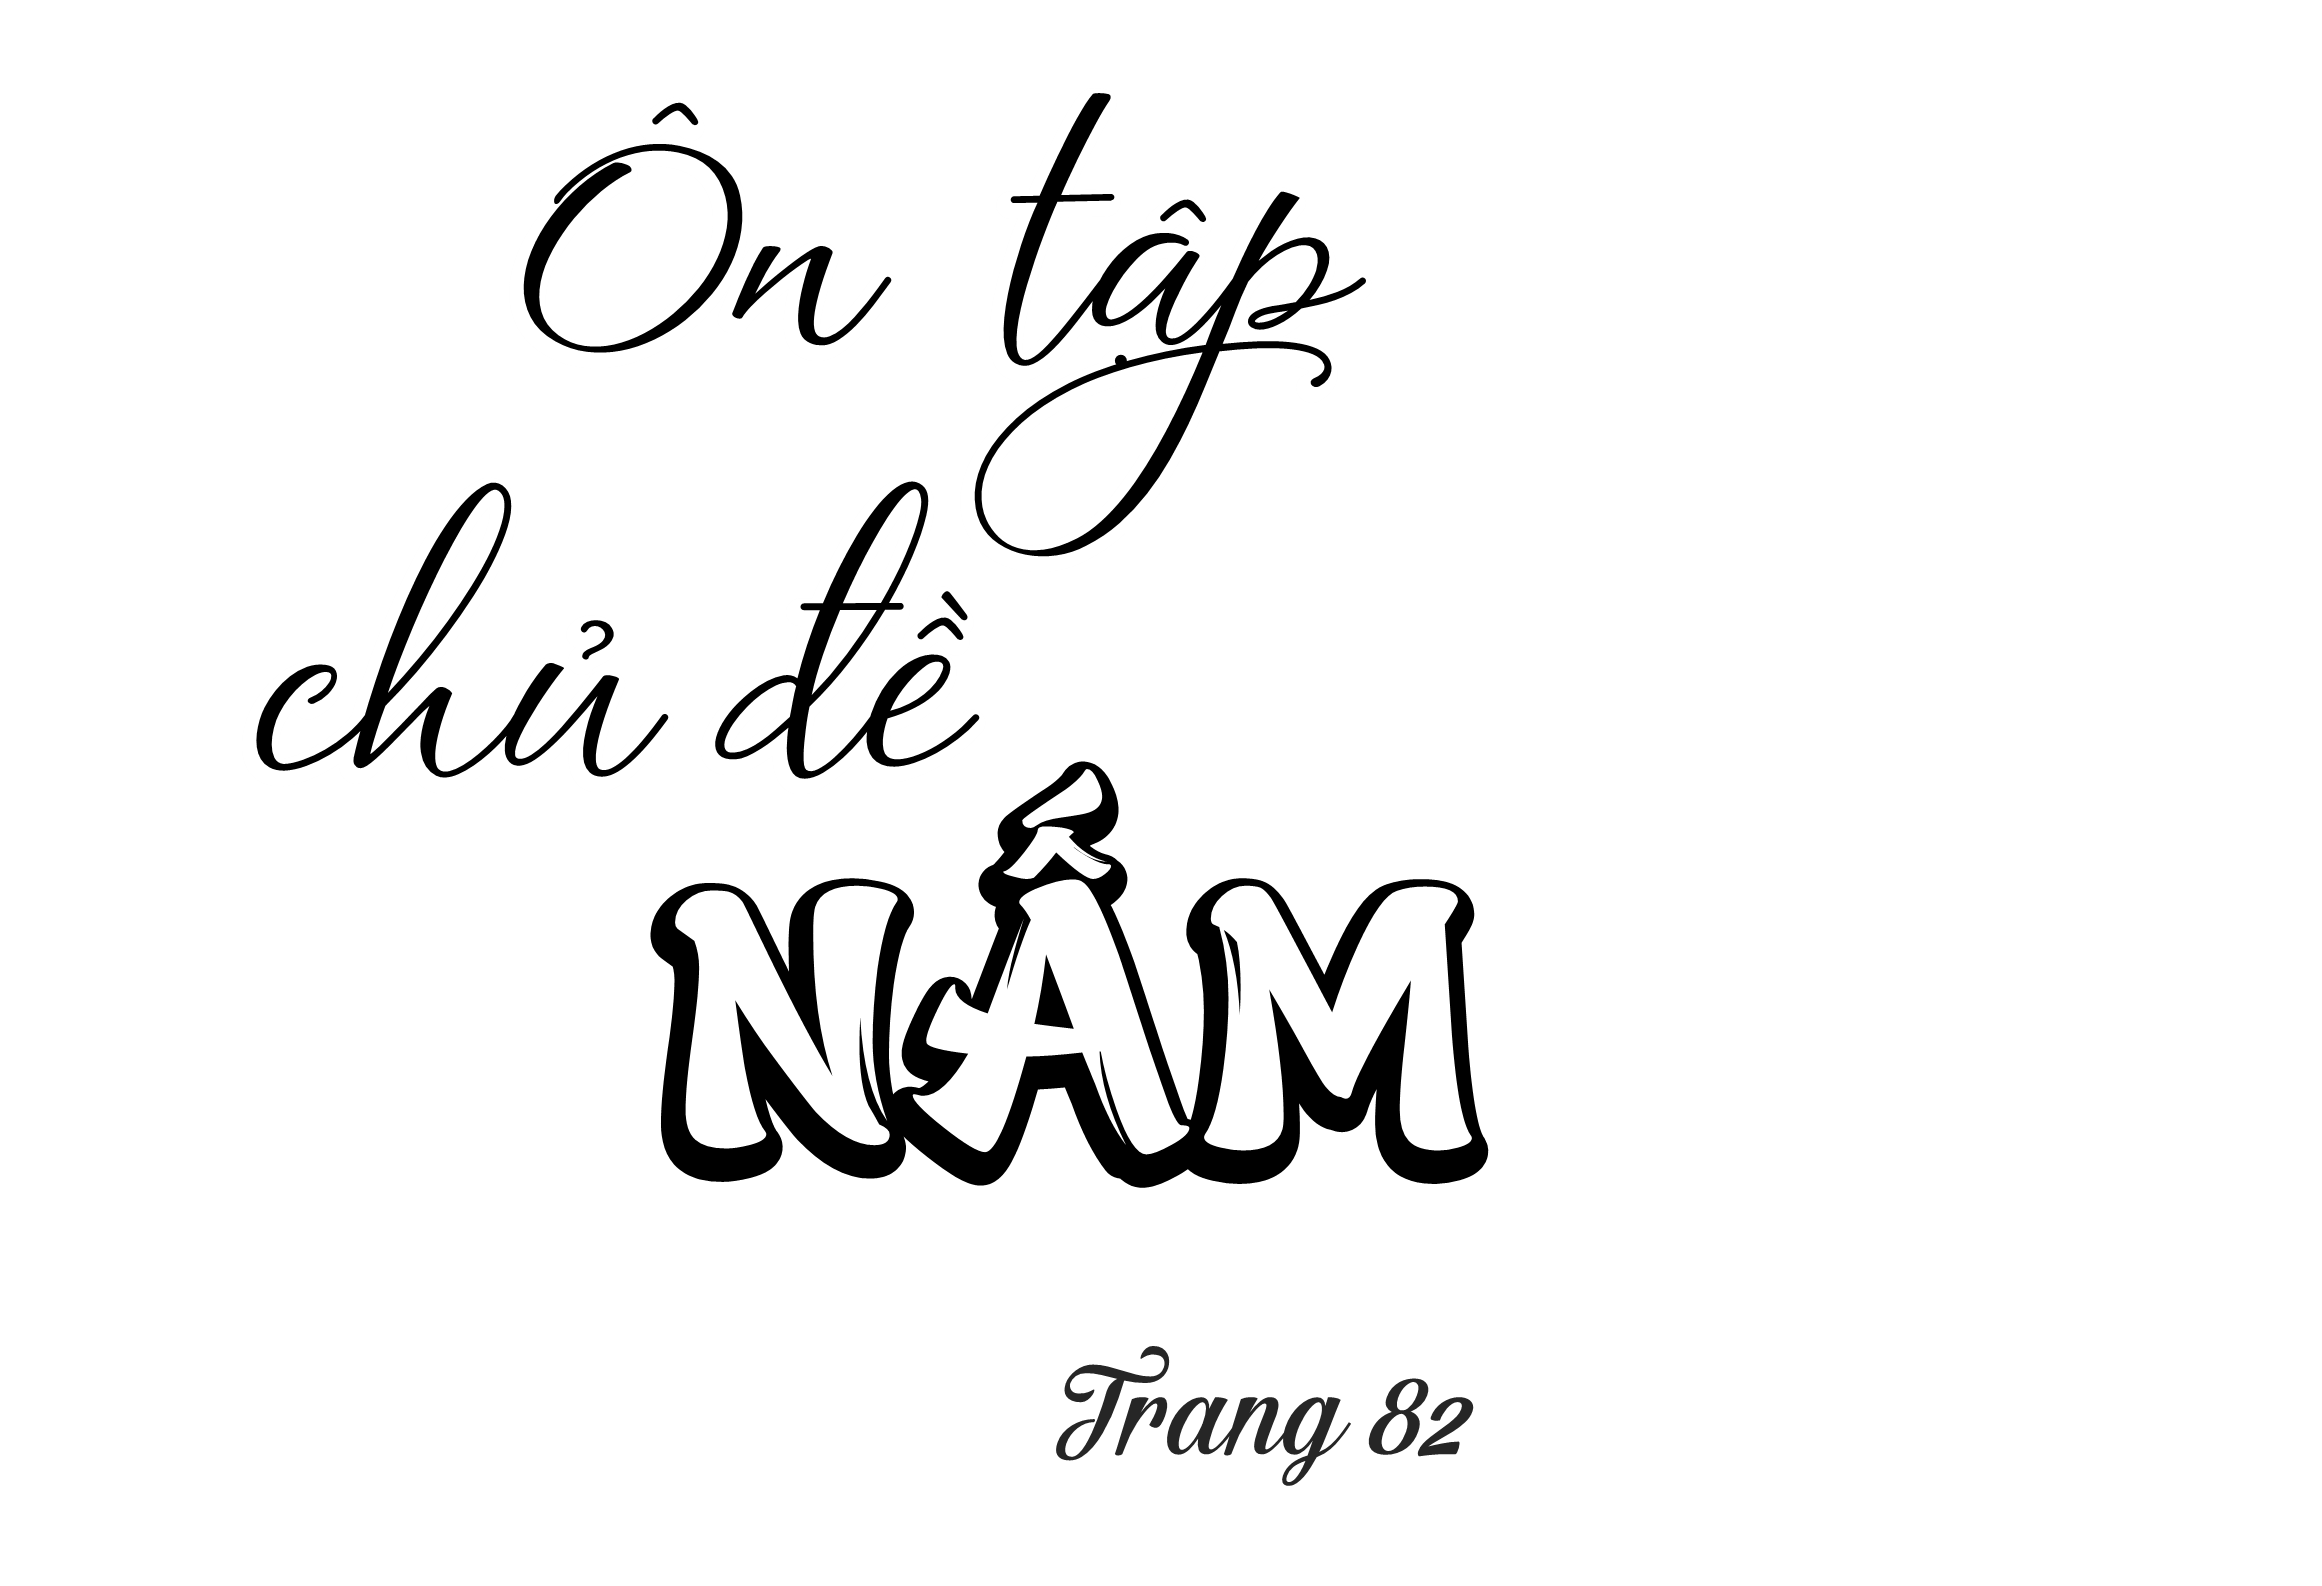 Ôn tập
chủ đề
NẤM
Trang 82